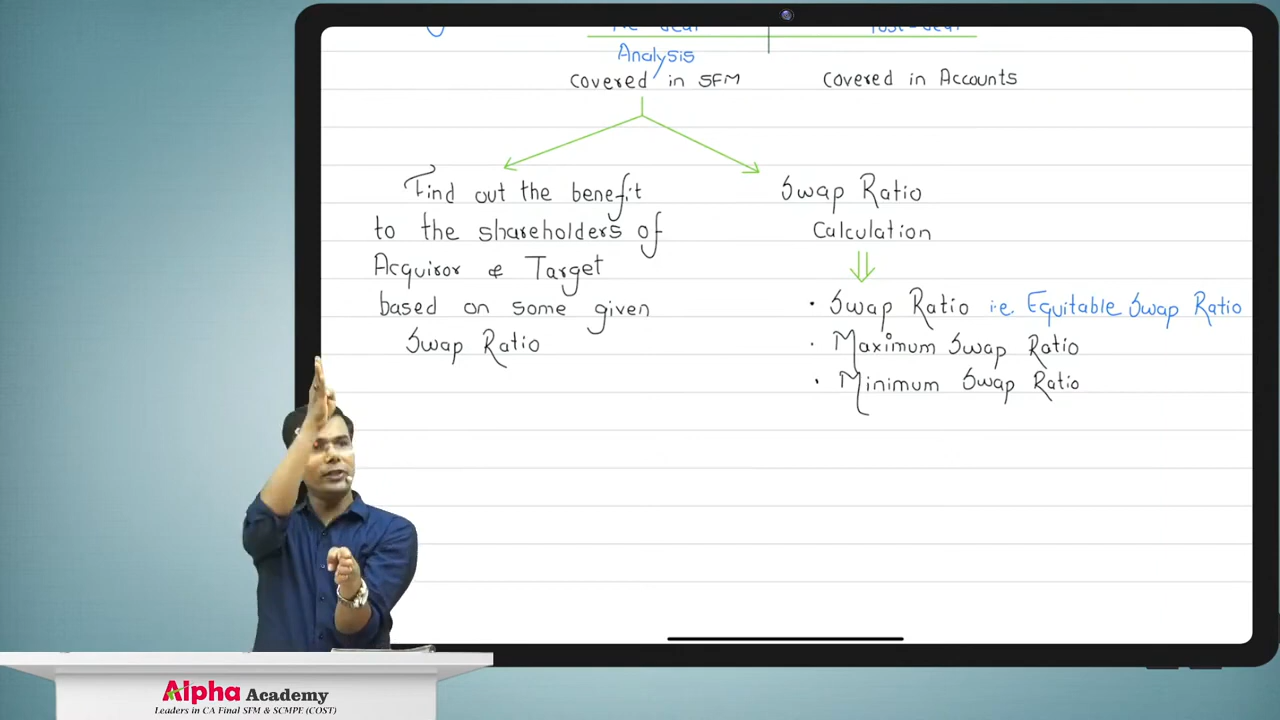 Analysis
Covered in SFM
Covered in Accounts
Find out the benefit
to the shareholders of
Acquiror & Target
based on some given
Swap Ratio
Swap Ratio
Calculation
• Swap Ratio i.e. Equitable Swap Ratio
• Maximum Swap Ratio
• Minimum Swap Ratio
Alpha Academy
Leaders in CA Final SFM & SCMPE (COST)